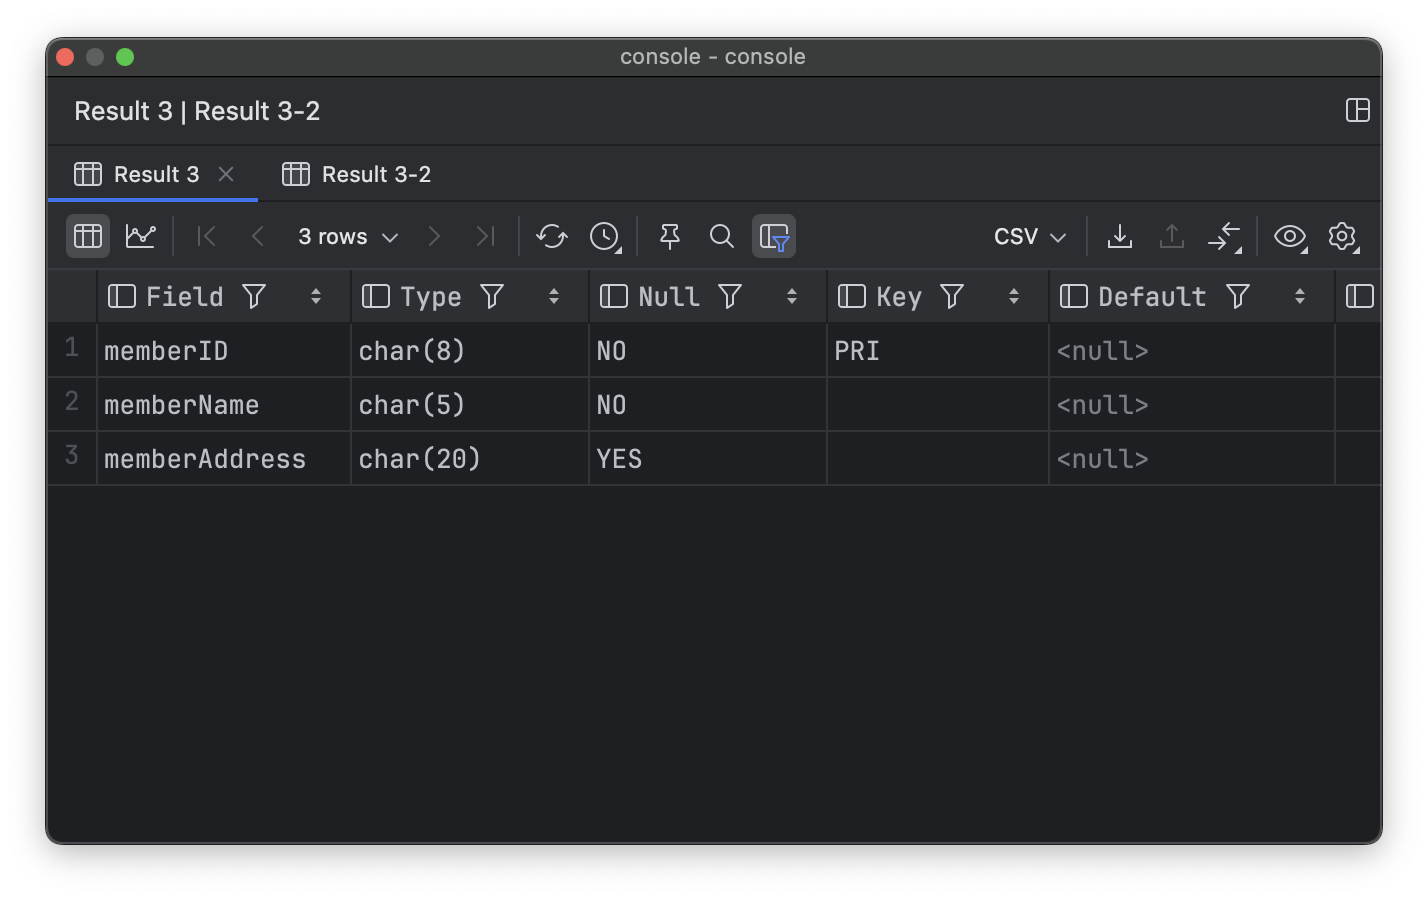 console - console
Result 3 | Result 3-2
Result 3 Result 3-2
3 rows CSV
Field Type Null Key Default
1 memberID char(8) NO PRI <null>
2 memberName char(5) NO <null>
3 memberAddress char(20) YES <null>